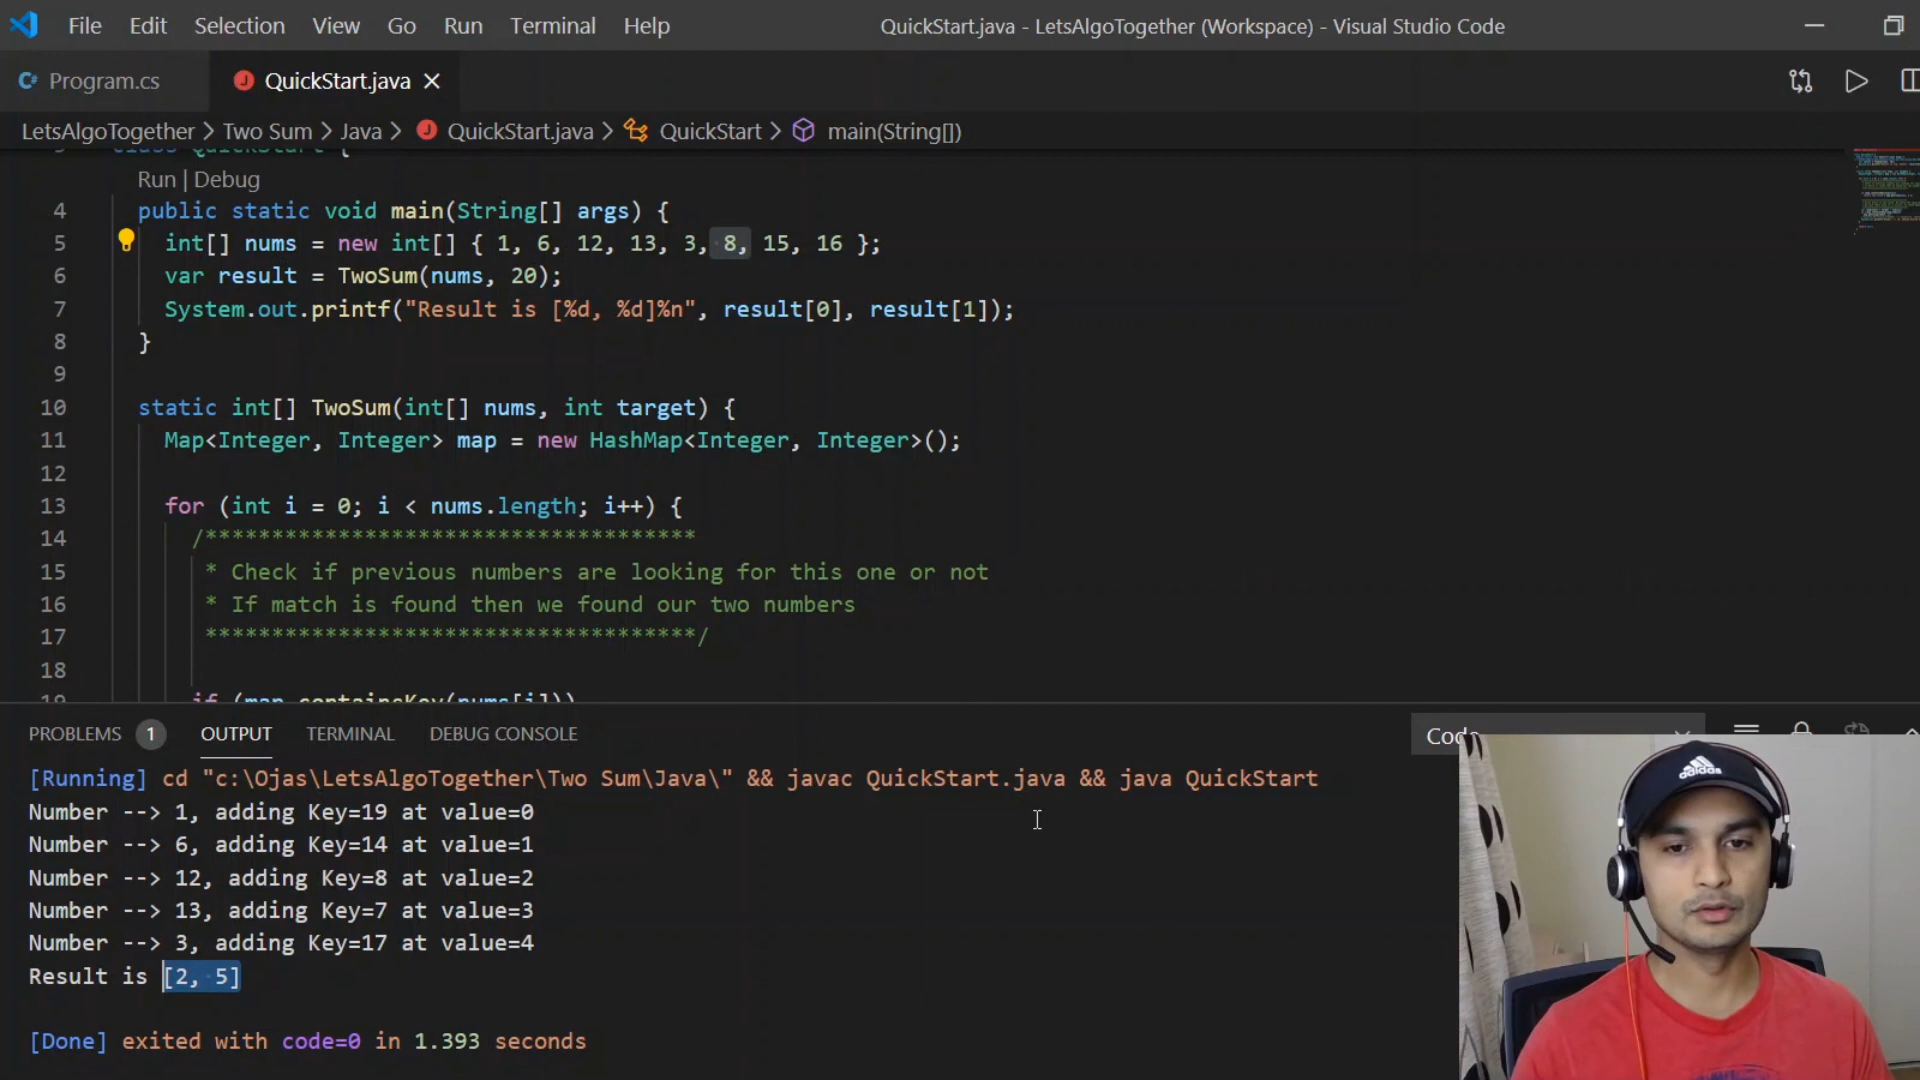 File Edit Selection View Go Run Terminal Help QuickStart.java - LetsAlgoTogether (Workspace) - Visual Studio Code
Program.cs QuickStart.java
LetsAlgoTogether > Two Sum > Java > QuickStart.java > QuickStart > main(String[])
class QuickStart {
Run | Debug
4 public static void main(String[] args) {
5 int[] nums = new int[] { 1, 6, 12, 13, 3, 8, 15, 16 };
6 var result = TwoSum(nums, 20);
7 System.out.printf("Result is [%d, %d]%n", result[0], result[1]);
8 }
9
10 static int[] TwoSum(int[] nums, int target) {
11 Map<Integer, Integer> map = new HashMap<Integer, Integer>();
12
13 for (int i = 0; i < nums.length; i++) {
14 /*************************************
15 * Check if previous numbers are looking for this one or not
16 * If match is found then we found our two numbers
17 *************************************/
18
19 if (map.containsKey(nums[i]))
PROBLEMS 1 OUTPUT TERMINAL DEBUG CONSOLE Code
[Running] cd "c:\Ojas\LetsAlgoTogether\Two Sum\Java\" && javac QuickStart.java && java QuickStart
Number --> 1, adding Key=19 at value=0
Number --> 6, adding Key=14 at value=1
Number --> 12, adding Key=8 at value=2
Number --> 13, adding Key=7 at value=3
Number --> 3, adding Key=17 at value=4
Result is [2, 5]
[Done] exited with code=0 in 1.393 seconds
adidas